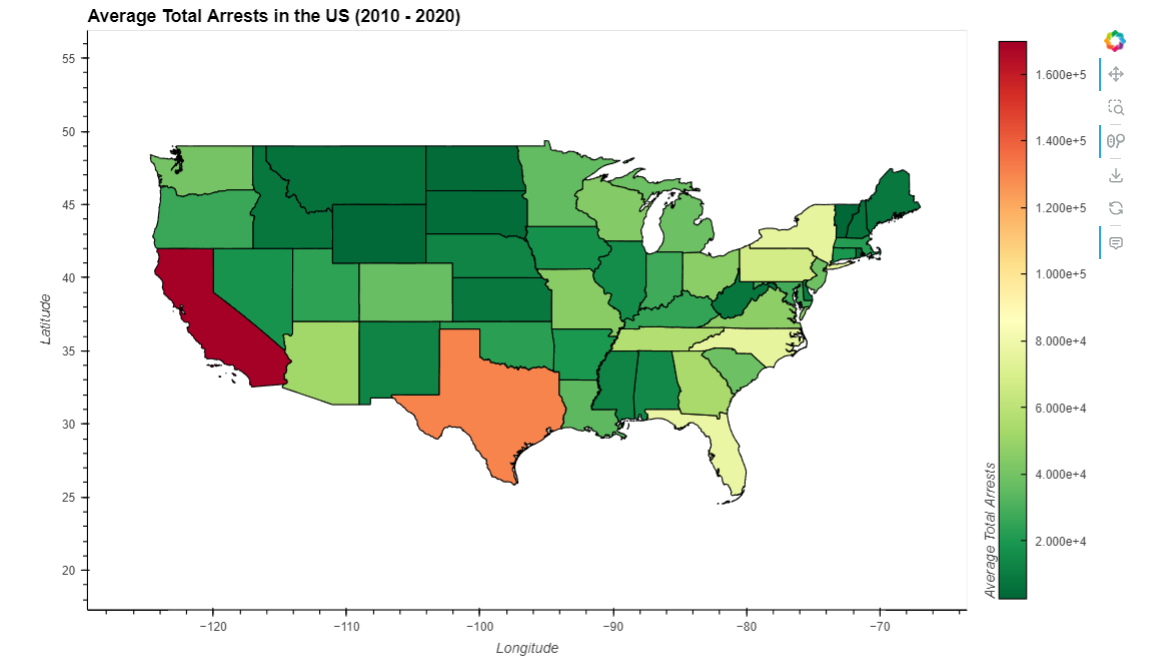 Average Total Arrests in the US (2010 - 2020)
55
50
45
40
35
30
25
20
Latitude
−120
−110
−100
−90
−80
−70
Longitude
1.600e+5
1.400e+5
1.200e+5
1.000e+5
8.000e+4
6.000e+4
4.000e+4
2.000e+4
Average Total Arrests